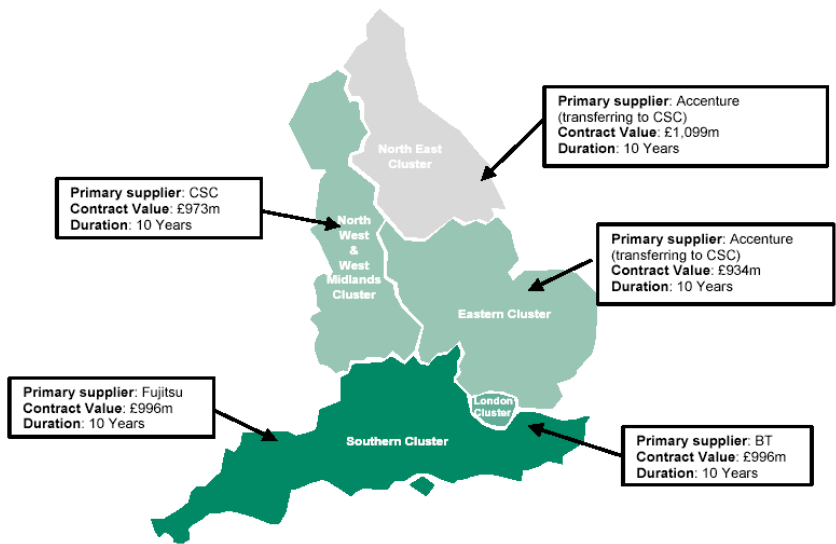 Primary supplier: Accenture
(transferring to CSC)
Contract Value: £1,099m
Duration: 10 Years
North East
Cluster
Primary supplier: CSC
Contract Value: £973m
Duration: 10 Years
North
West
&
West
Midlands
Cluster
Primary supplier: Accenture
(transferring to CSC)
Contract Value: £934m
Duration: 10 Years
Eastern Cluster
Primary supplier: Fujitsu
Contract Value: £996m
Duration: 10 Years
London
Cluster
Southern Cluster
Primary supplier: BT
Contract Value: £996m
Duration: 10 Years